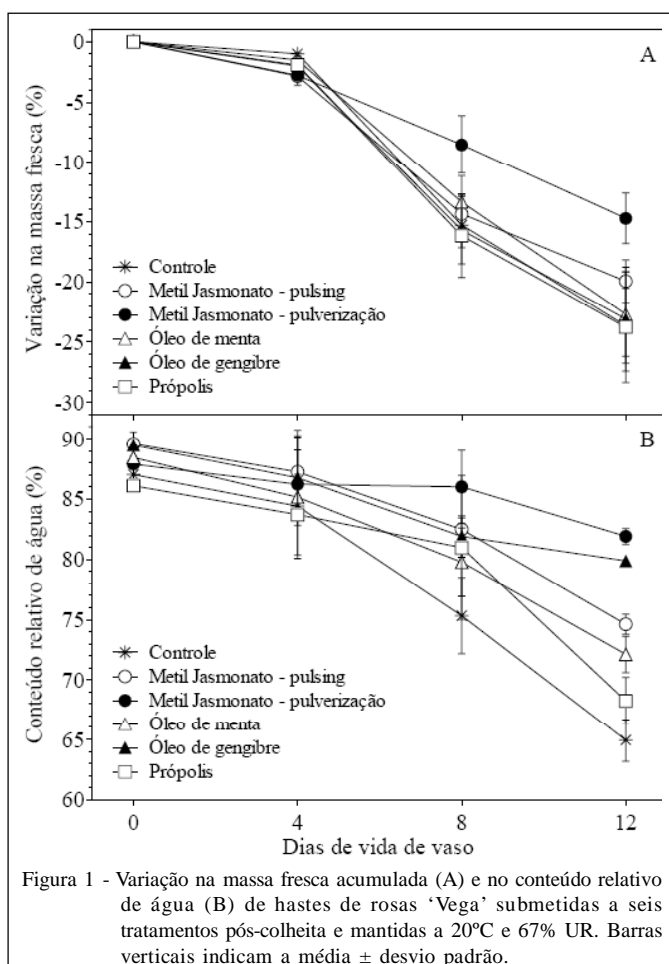 A
Variação na massa fresca (%)
0
-5
-10
-15
-20
-25
-30
Controle
Metil Jasmonato - pulsing
Metil Jasmonato - pulverização
Óleo de menta
Óleo de gengibre
Própolis
B
Conteúdo relativo de água (%)
90
85
80
75
70
65
60
Controle
Metil Jasmonato - pulsing
Metil Jasmonato - pulverização
Óleo de menta
Óleo de gengibre
Própolis
0 4 8 12
Dias de vida de vaso
Figura 1 - Variação na massa fresca acumulada (A) e no conteúdo relativo
de água (B) de hastes de rosas ‘Vega’ submetidas a seis
tratamentos pós-colheita e mantidas a 20ºC e 67% UR. Barras
verticais indicam a média ± desvio padrão.